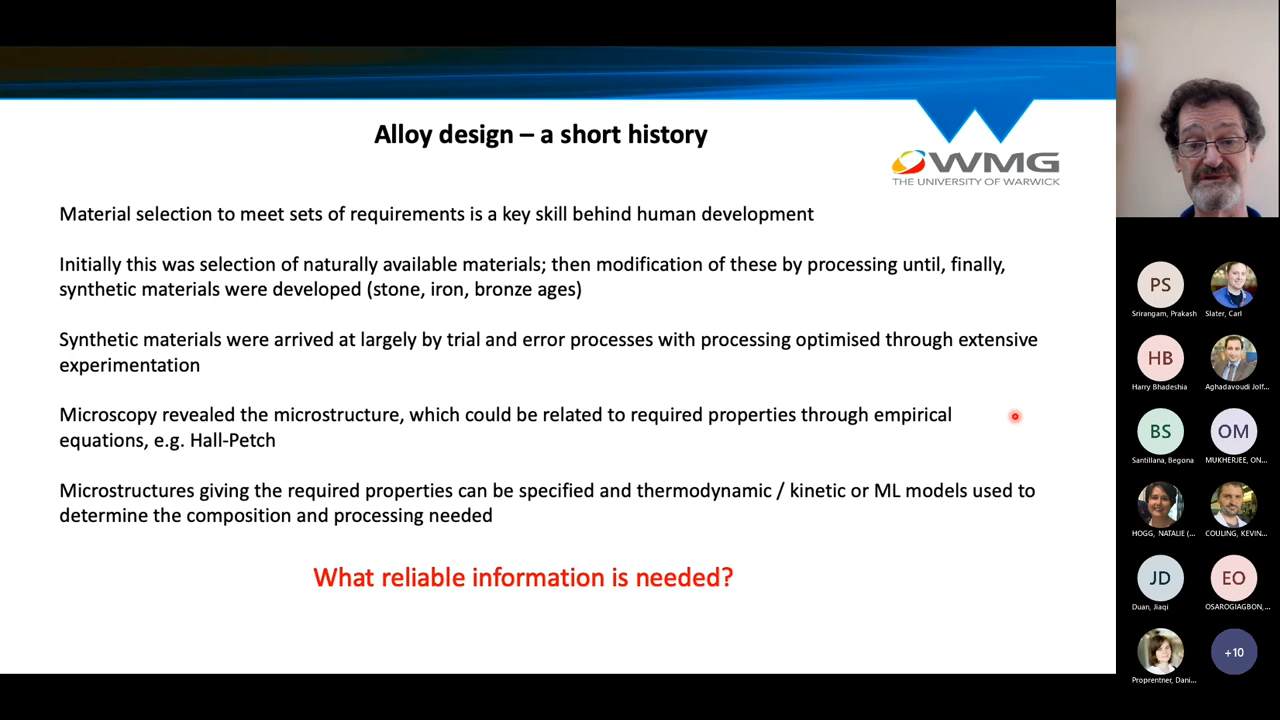 Alloy design – a short history
WMG
THE UNIVERSITY OF WARWICK
Material selection to meet sets of requirements is a key skill behind human development
Initially this was selection of naturally available materials; then modification of these by processing until, finally,
synthetic materials were developed (stone, iron, bronze ages)
Synthetic materials were arrived at largely by trial and error processes with processing optimised through extensive
experimentation
Microscopy revealed the microstructure, which could be related to required properties through empirical
equations, e.g. Hall-Petch
Microstructures giving the required properties can be specified and thermodynamic / kinetic or ML models used to
determine the composition and processing needed
What reliable information is needed?
PS
Srirangam, Prakash
Slater, Carl
HB
Harry Bhadeshia
Aghadavoudi Jolf...
BS
Santillana, Begona
OM
MUKHERJEE, ON...
HOGG, NATALIE (...
COULING, KEVIN...
JD
Duan, Jiaqi
EO
OSAROGIAGBON,...
Proprentner, Dani...
+10